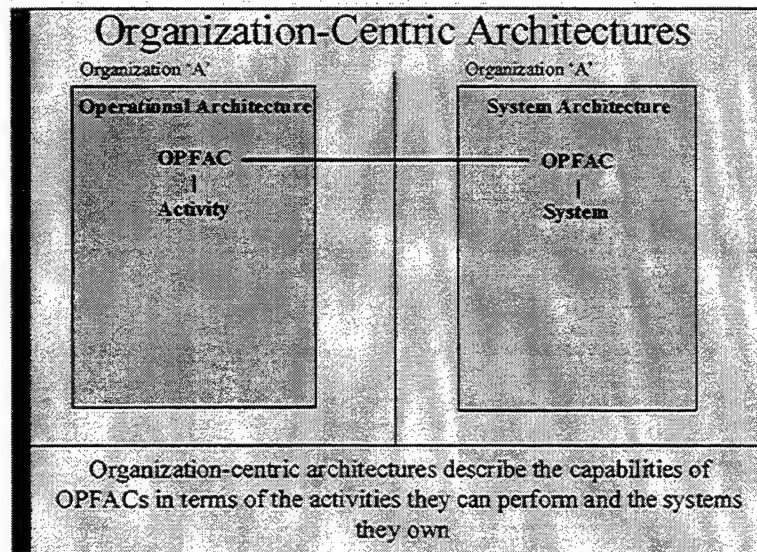 Organization-Centric Architectures
Organization 'A'
Operational Architecture
OPFAC
Activity
Organization 'A'
System Architecture
OPFAC
System
Organization-centric architectures describe the capabilities of
OPFACs in terms of the activities they can perform and the systems
they own